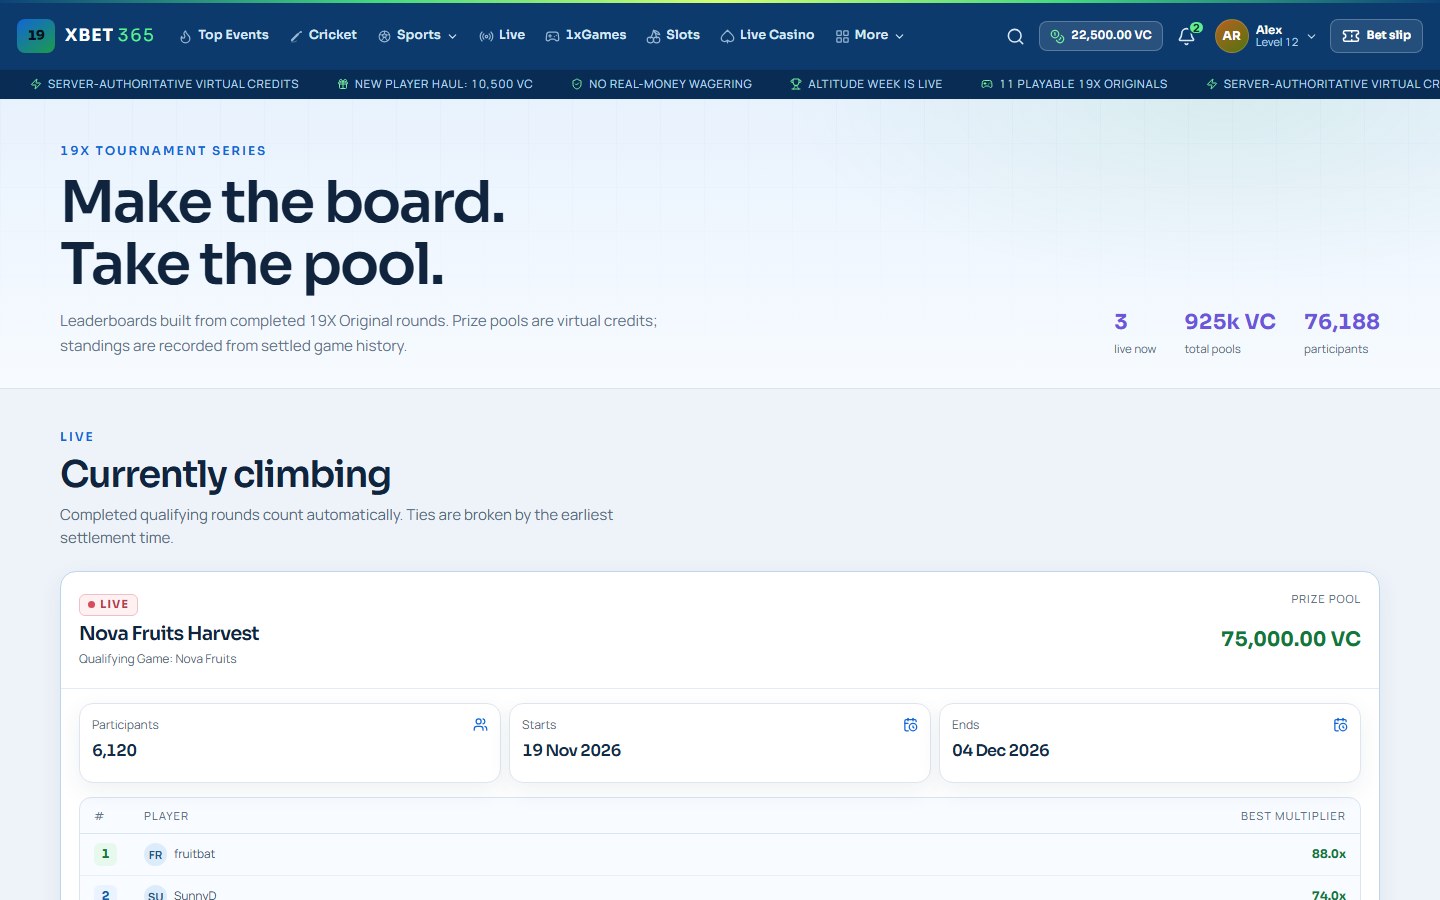 19 XBET 365 Top Events Cricket Sports Live 1xGames Slots Live Casino More 22,500.00 VC 2 AR Alex Level 12 Bet slip
SERVER-AUTHORITATIVE VIRTUAL CREDITS NEW PLAYER HAUL: 10,500 VC NO REAL-MONEY WAGERING ALTITUDE WEEK IS LIVE 11 PLAYABLE 19X ORIGINALS SERVER-AUTHORITATIVE VIRTUAL CR
19X TOURNAMENT SERIES
Make the board.
Take the pool.
Leaderboards built from completed 19X Original rounds. Prize pools are virtual credits;
standings are recorded from settled game history.
3 925k VC 76,188
live now total pools participants
LIVE
Currently climbing
Completed qualifying rounds count automatically. Ties are broken by the earliest
settlement time.
LIVE PRIZE POOL
Nova Fruits Harvest 75,000.00 VC
Qualifying Game: Nova Fruits
Participants Starts Ends
6,120 19 Nov 2026 04 Dec 2026
# PLAYER BEST MULTIPLIER
1 FR fruitbat 88.0x
2 SU SunnyD 74.0x